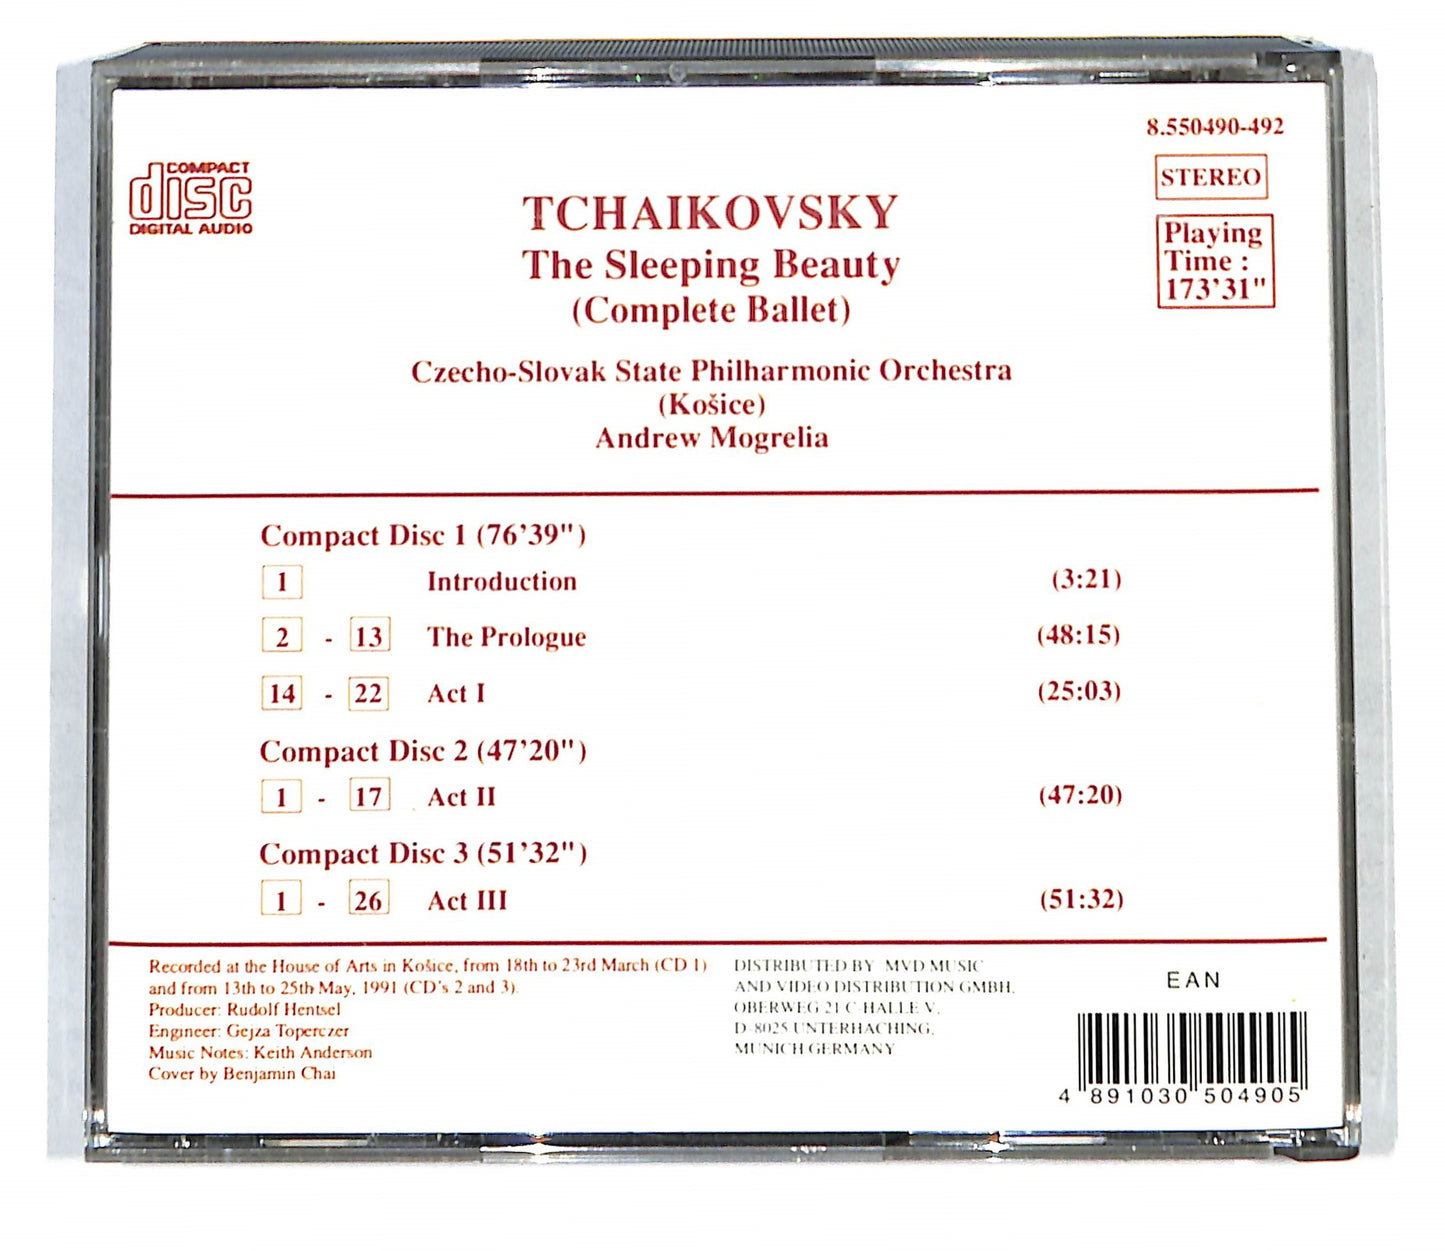 8.550490-492
COMPACT
disc
DIGITAL AUDIO
STEREO
Playing
Time :
173'31"
TCHAIKOVSKY
The Sleeping Beauty
(Complete Ballet)
Czecho-Slovak State Philharmonic Orchestra
(Košice)
Andrew Mogrelia
Compact Disc 1 (76'39")
1 Introduction (3:21)
2 - 13 The Prologue (48:15)
14 - 22 Act I (25:03)
Compact Disc 2 (47'20")
1 - 17 Act II (47:20)
Compact Disc 3 (51'32")
1 - 26 Act III (51:32)
Recorded at the House of Arts in Košice, from 18th to 23rd March (CD 1)
and from 13th to 25th May, 1991 (CD's 2 and 3).
Producer: Rudolf Hentsel
Engineer: Gejza Toperczer
Music Notes: Keith Anderson
Cover by Benjamin Chai
DISTRIBUTED BY MVD MUSIC
AND VIDEO DISTRIBUTION GMBH,
OBERWEG 21 C HALLE V,
D-8025 UNTERHACHING,
MUNICH GERMANY
EAN
4 891030 504905